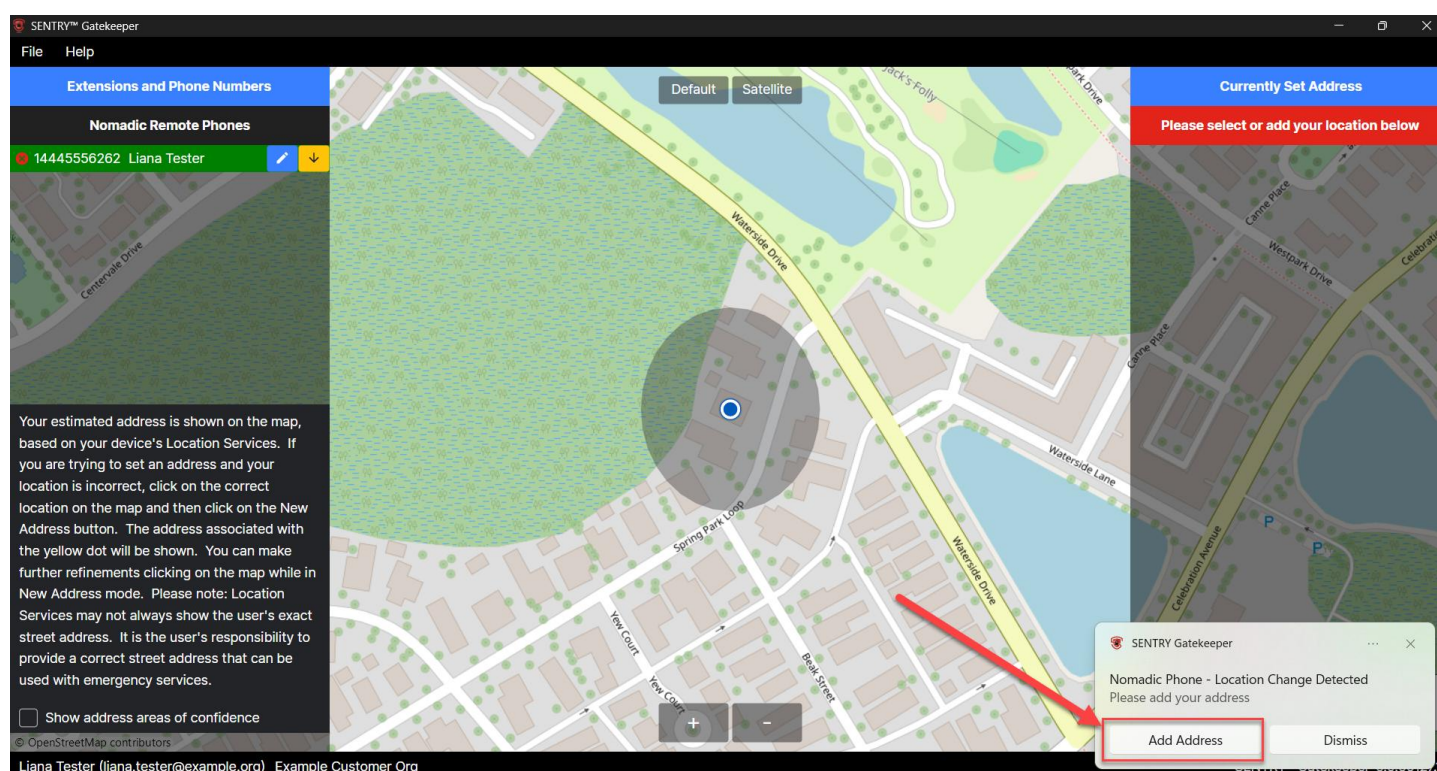 SENTRY™ Gatekeeper
File Help
Extensions and Phone Numbers
Nomadic Remote Phones
14445556262 Liana Tester
Your estimated address is shown on the map,
based on your device's Location Services. If
you are trying to set an address and your
location is incorrect, click on the correct
location on the map and then click on the New
Address button. The address associated with
the yellow dot will be shown. You can make
further refinements clicking on the map while in
New Address mode. Please note: Location
Services may not always show the user's exact
street address. It is the user's responsibility to
provide a correct street address that can be
used with emergency services.
Show address areas of confidence
© OpenStreetMap contributors
Liana Tester (liana.tester@example.org) Example Customer Org
Default Satellite
Jack's Folly
Park Drive
Centervale Drive
Waterside Drive
Waterside Lane
Spring Park Loop
Waterside Drive
Yew Court
Yew Court
Beak Street
+ -
Currently Set Address
Please select or add your location below
Canne Place
Westpark Drive
Canne Place
Celebration Avenue
P
P
SENTRY Gatekeeper
Nomadic Phone - Location Change Detected
Please add your address
Add Address Dismiss